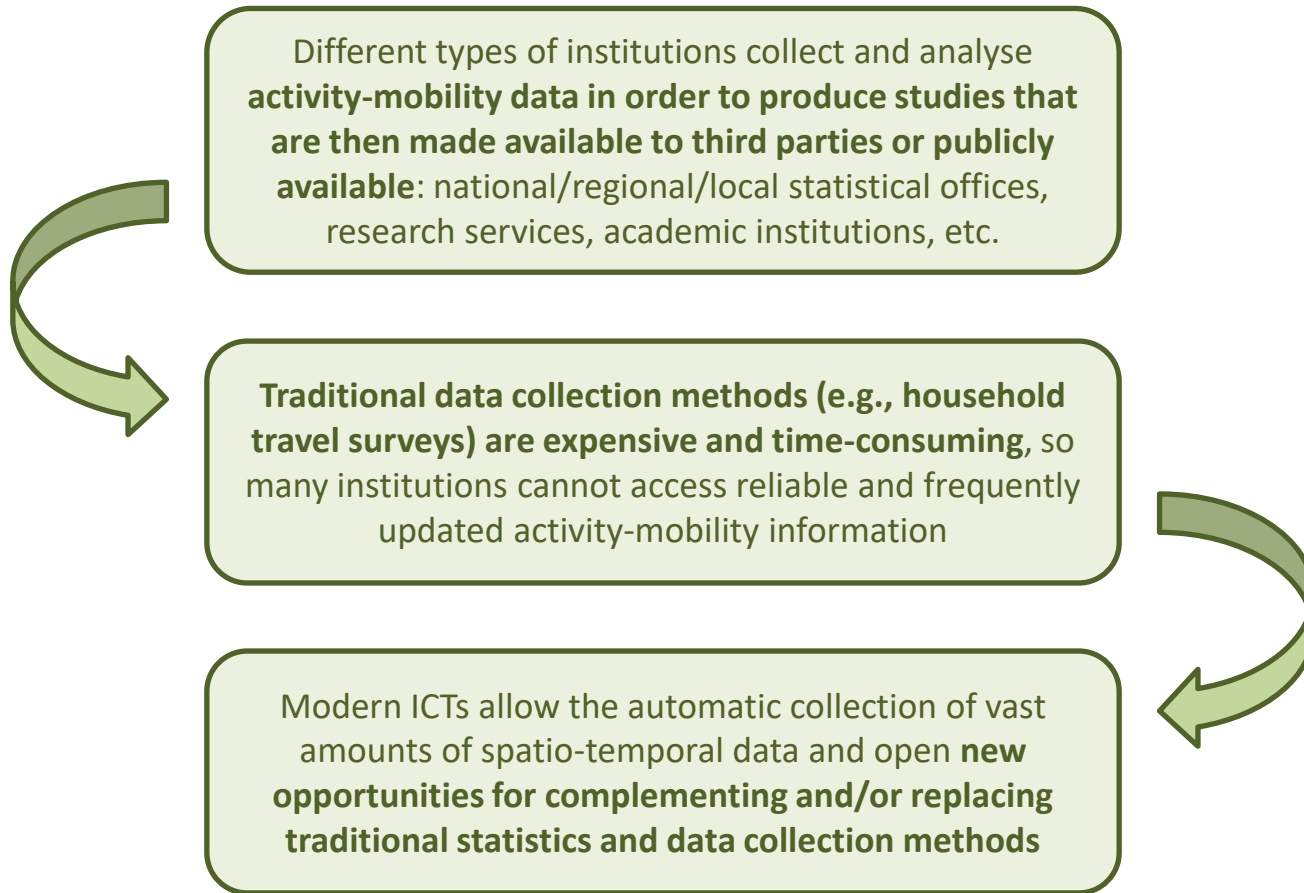 Different types of institutions collect and analyse
activity-mobility data in order to produce studies that
are then made available to third parties or publicly
available: national/regional/local statistical offices,
research services, academic institutions, etc.
Traditional data collection methods (e.g., household
travel surveys) are expensive and time-consuming, so
many institutions cannot access reliable and frequently
updated activity-mobility information
Modern ICTs allow the automatic collection of vast
amounts of spatio-temporal data and open new
opportunities for complementing and/or replacing
traditional statistics and data collection methods